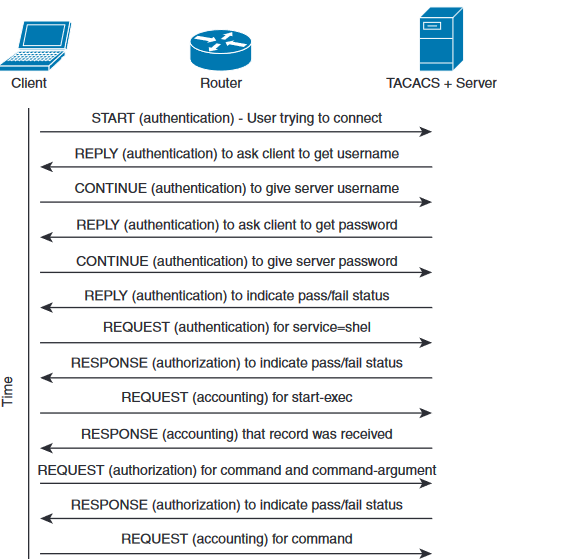 Client
Router
TACACS + Server
START (authentication) - User trying to connect
REPLY (authentication) to ask client to get username
CONTINUE (authentication) to give server username
REPLY (authentication) to ask client to get password
CONTINUE (authentication) to give server password
REPLY (authentication) to indicate pass/fail status
REQUEST (authentication) for service=shel
RESPONSE (authorization) to indicate pass/fail status
REQUEST (accounting) for start-exec
RESPONSE (accounting) that record was received
REQUEST (authorization) for command and command-argument
RESPONSE (authorization) to indicate pass/fail status
REQUEST (accounting) for command
Time